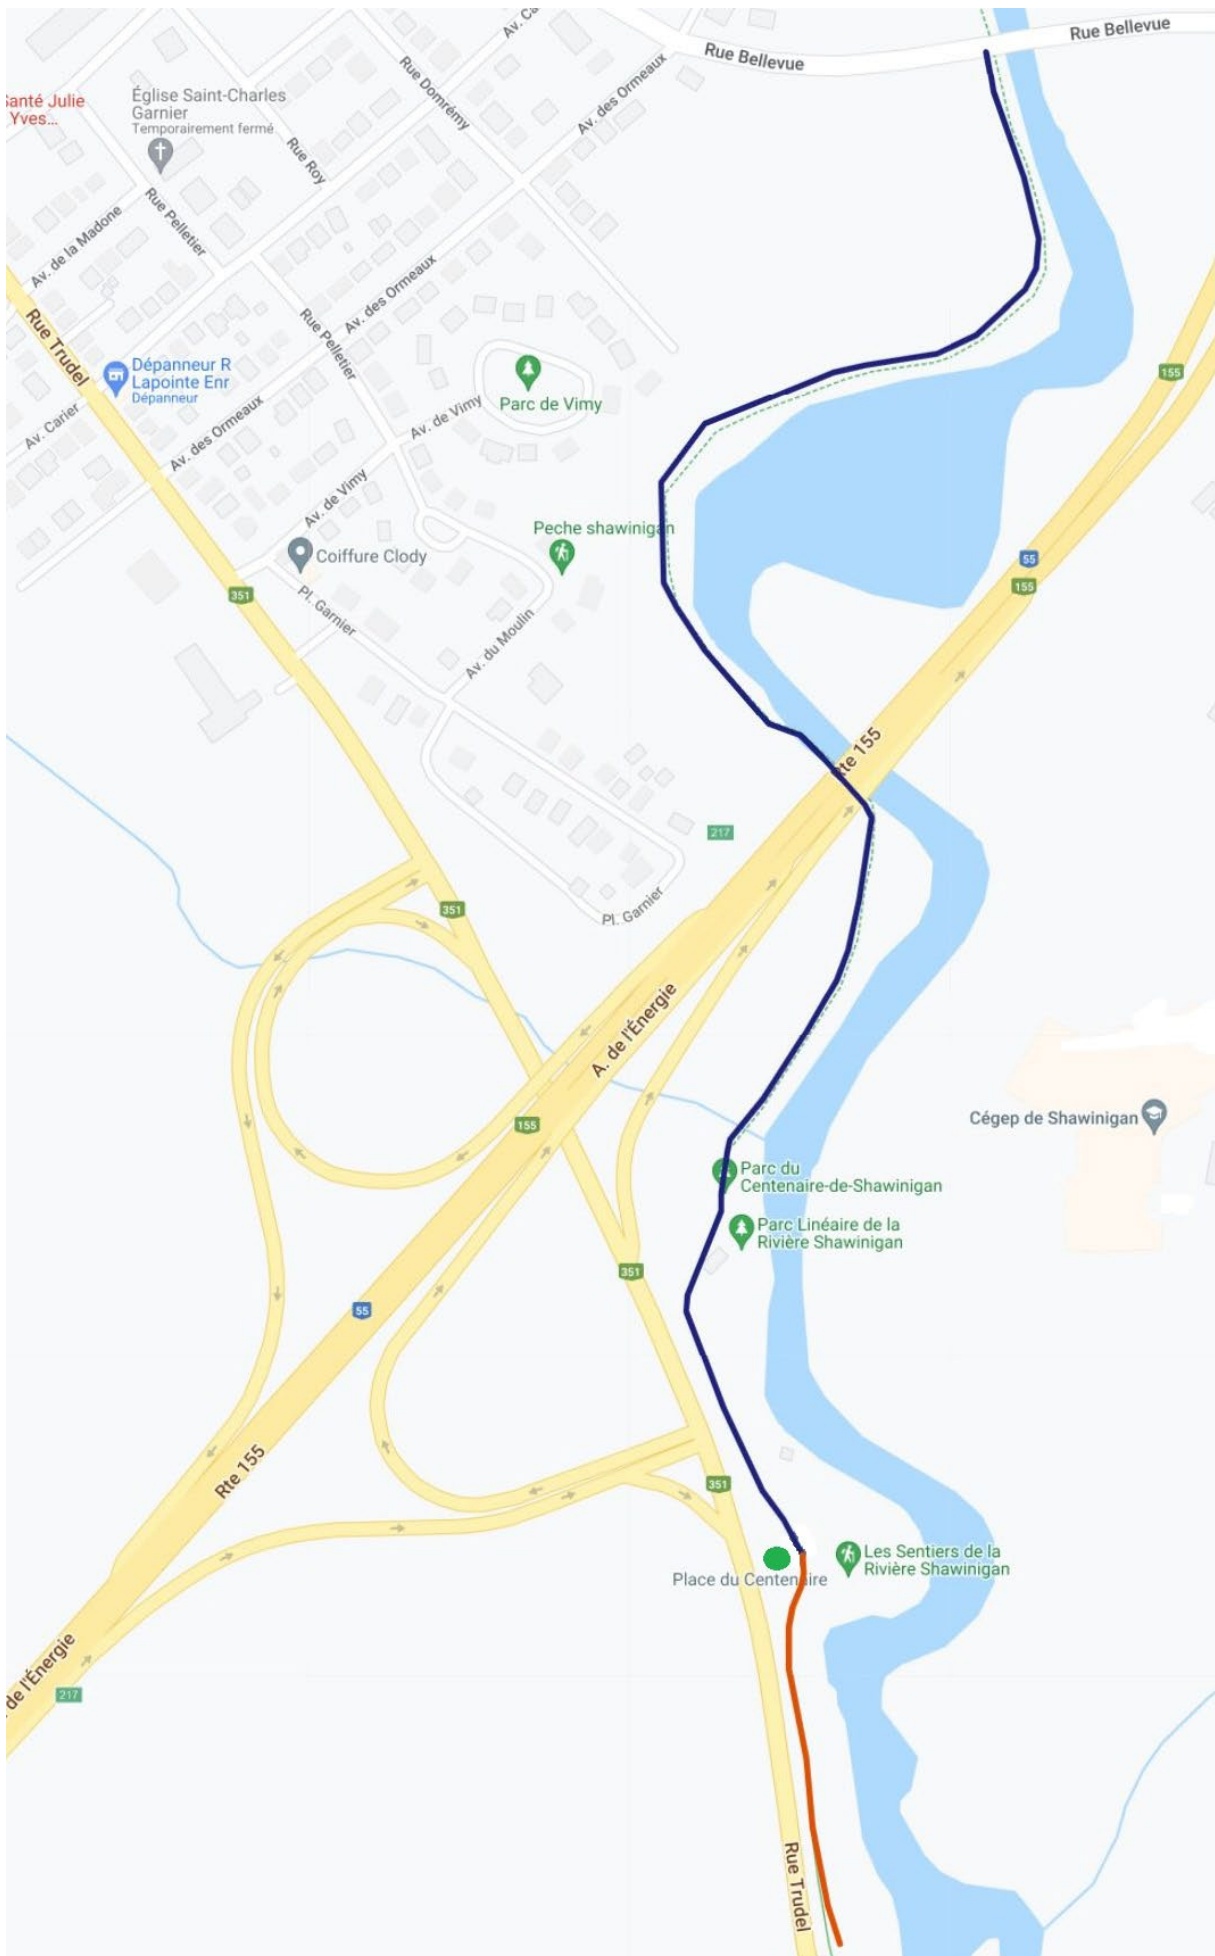 Av. Ca
Rue Bellevue
Rue Bellevue
Rue Domrémy
Av. des Ormeaux
Santé Julie
Yves...
Église Saint-Charles
Garnier
Temporairement fermé
Rue Roy
Rue Pelletier
Av. de la Madone
Av. des Ormeaux
Rue Pelletier
Rue Trudel
Dépanneur R
Lapointe Enr
Dépanneur
155
Parc de Vimy
Av. de Vimy
Av. Carier
Av. des Ormeaux
Av. de Vimy
Peche shawinigan
Coiffure Clody
55
155
351
Pl. Garnier
Av. du Moulin
Rte 155
217
351
Pl. Garnier
A. de l'Énergie
155
Cégep de Shawinigan
Parc du
Centenaire-de-Shawinigan
Parc Linéaire de la
Rivière Shawinigan
351
55
Rte 155
351
Les Sentiers de la
Rivière Shawinigan
Place du Centenaire
de l'Énergie
217
Rue Trudel